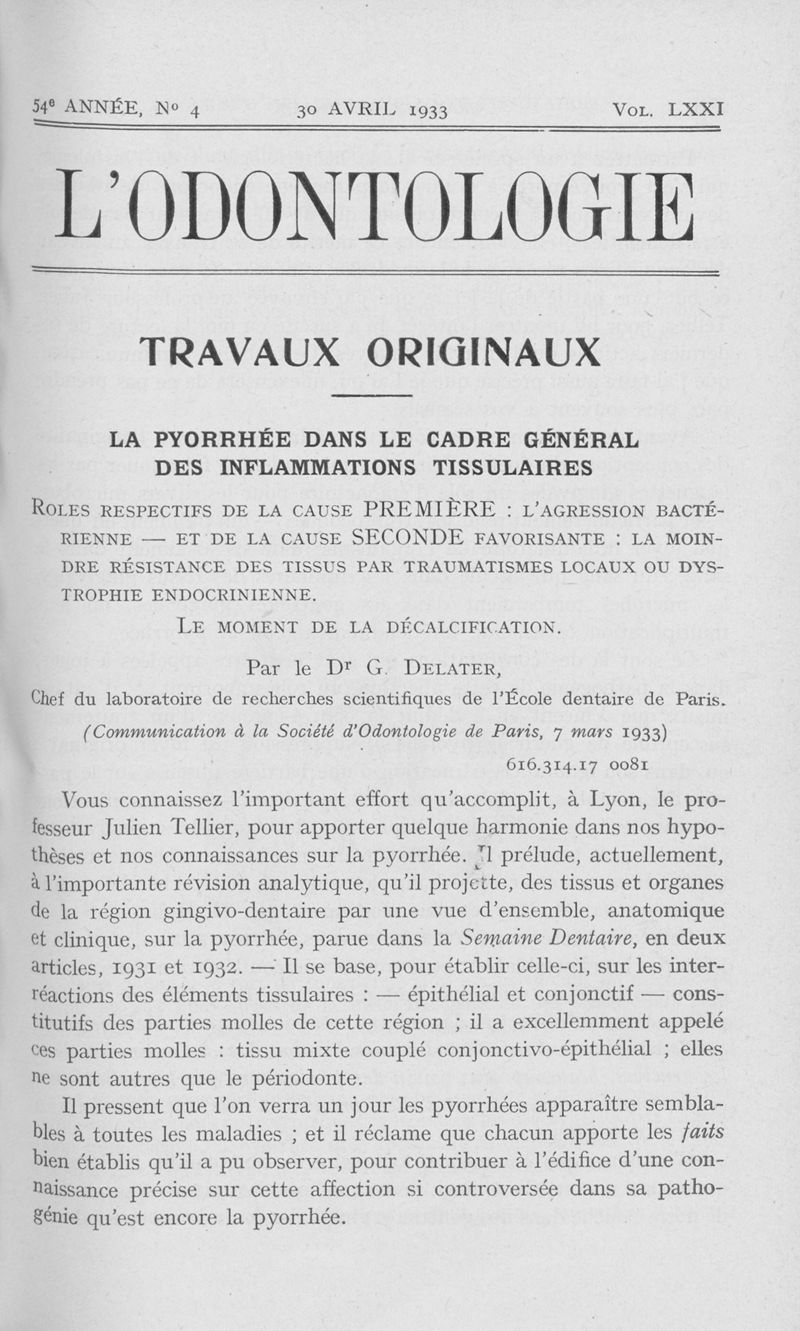 54e ANNÉE, No 4 30 AVRIL 1933 VOL. LXXI
L'ODONTOLOGIE
TRAVAUX ORIGINAUX
LA PYORRHÉE DANS LE CADRE GÉNÉRAL
DES INFLAMMATIONS TISSULAIRES
ROLES RESPECTIFS DE LA CAUSE PREMIÈRE : L'AGRESSION BACTÉ-
RIENNE — ET DE LA CAUSE SECONDE FAVORISANTE : LA MOIN-
DRE RÉSISTANCE DES TISSUS PAR TRAUMATISMES LOCAUX OU DYS-
TROPHIE ENDOCRINIENNE.
LE MOMENT DE LA DÉCALCIFICATION.
Par le Dr G. DELATER,
Chef du laboratoire de recherches scientifiques de l'École dentaire de Paris.
(Communication à la Société d'Odontologie de Paris, 7 mars 1933)
616.314.17 0081
Vous connaissez l'important effort qu'accomplit, à Lyon, le pro-
fesseur Julien Tellier, pour apporter quelque harmonie dans nos hypo-
thèses et nos connaissances sur la pyorrhée. Il prélude, actuellement,
à l'importante révision analytique, qu'il projette, des tissus et organes
de la région gingivo-dentaire par une vue d'ensemble, anatomique
et clinique, sur la pyorrhée, parue dans la Semaine Dentaire, en deux
articles, 1931 et 1932. — Il se base, pour établir celle-ci, sur les inter-
réactions des éléments tissulaires : — épithélial et conjonctif — cons-
titutifs des parties molles de cette région ; il a excellemment appelé
ces parties molles : tissu mixte couplé conjonctivo-épithélial ; elles
ne sont autres que le périodonte.
Il pressent que l'on verra un jour les pyorrhées apparaître sembla-
bles à toutes les maladies ; et il réclame que chacun apporte les faits
bien établis qu'il a pu observer, pour contribuer à l'édifice d'une con-
naissance précise sur cette affection si controversée dans sa patho-
génie qu'est encore la pyorrhée.